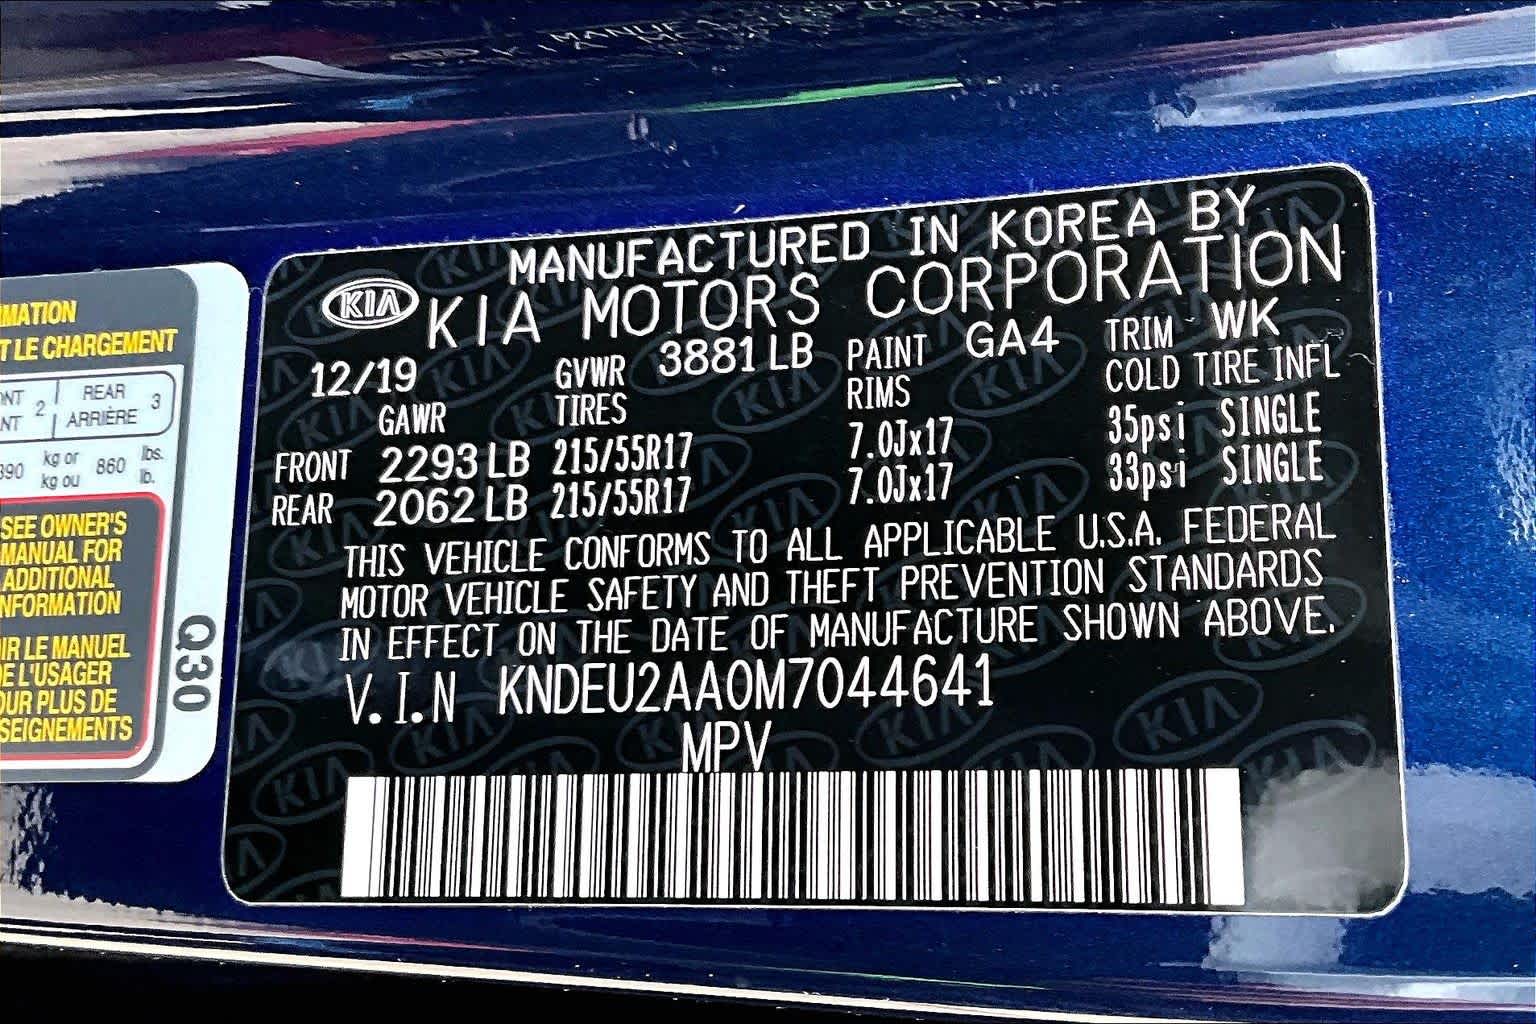 MATION
T LE CHARGEMENT
REAR 3
2 ARRIÈRE
kg or 860 lbs.
390 kg ou lb.
SEE OWNER'S
MANUAL FOR
ADDITIONAL
NFORMATION
IR LE MANUEL
L'USAGER
OUR PLUS DE
SEIGNEMENTS
Q30
MANUFACTURED IN KOREA BY
KIA KIA MOTORS CORPORATION
12/19 GVWR 3881 LB PAINT GA4 TRIM WK
GAWR TIRES RIMS COLD TIRE INFL
FRONT 2293 LB 215/55R17 7.0Jx17 35psi SINGLE
REAR 2062 LB 215/55R17 7.0Jx17 33psi SINGLE
THIS VEHICLE CONFORMS TO ALL APPLICABLE U.S.A. FEDERAL
MOTOR VEHICLE SAFETY AND THEFT PREVENTION STANDARDS
IN EFFECT ON THE DATE OF MANUFACTURE SHOWN ABOVE.
V.I.N KNDEU2AA0M7044641
MPV